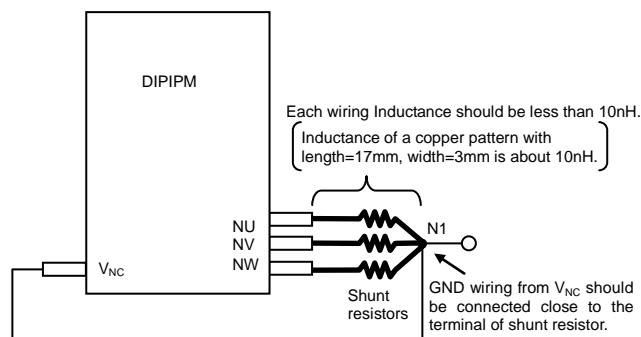 DIPIPM
Each wiring Inductance should be less than 10nH.
Inductance of a copper pattern with
length=17mm, width=3mm is about 10nH.
NU
NV
NW
N1
VNC
Shunt
resistors
GND wiring from VNC should
be connected close to the
terminal of shunt resistor.